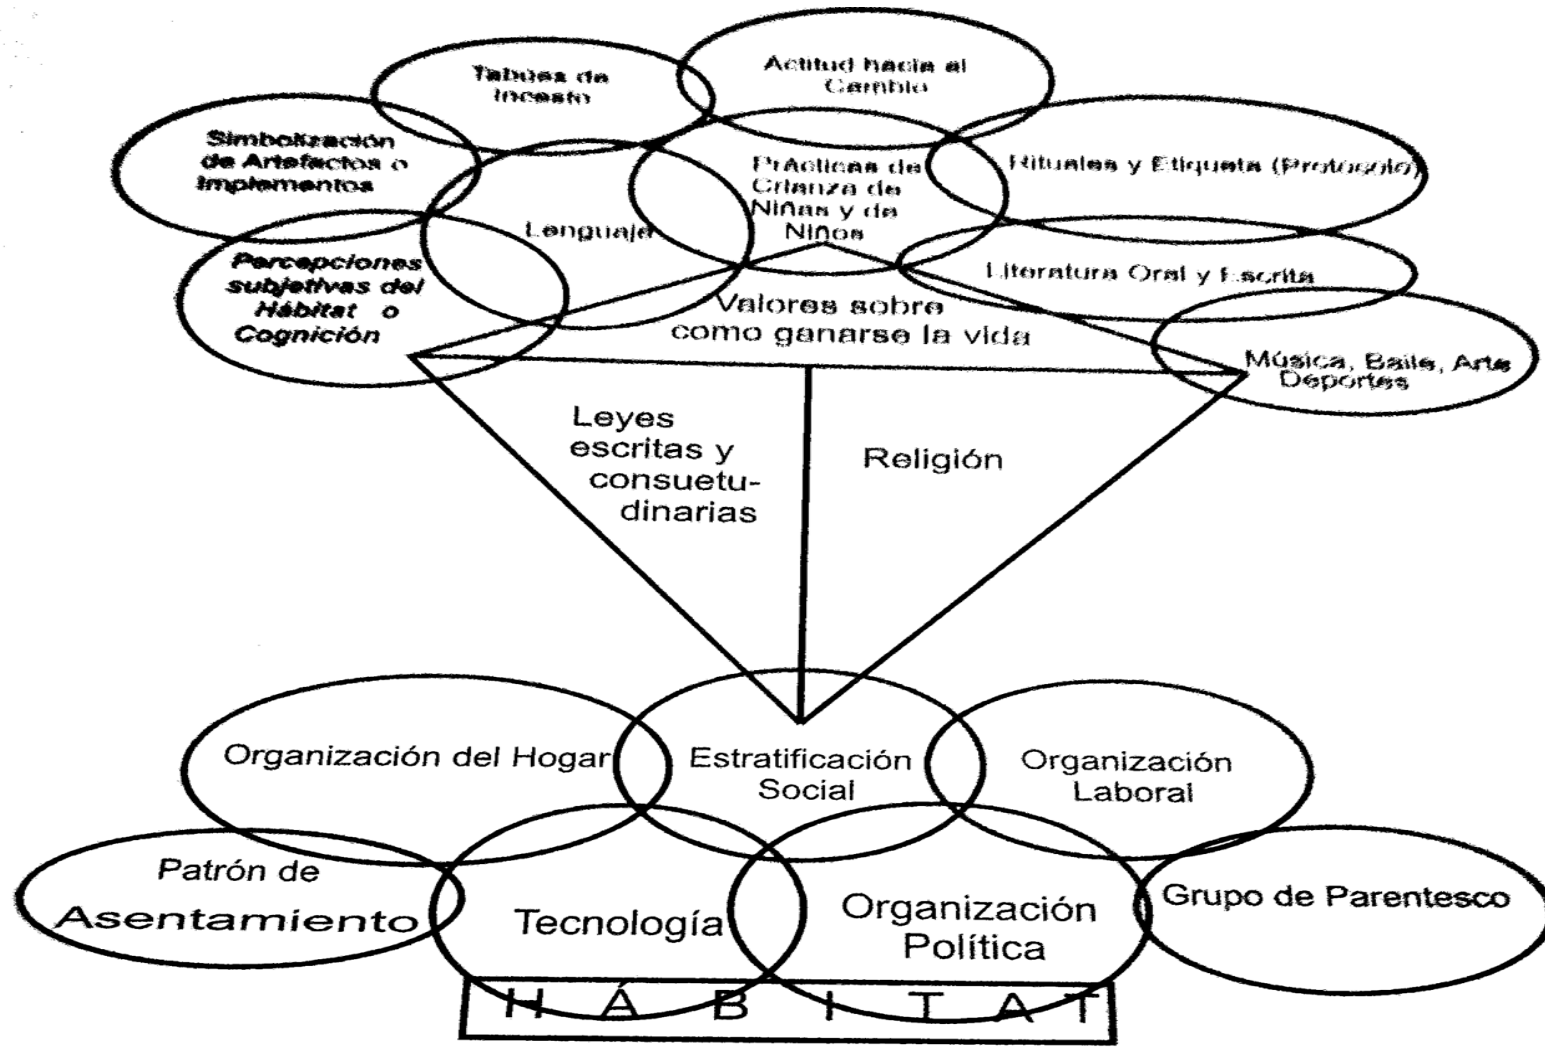 Tabúes de
Incesto
Actitud hacia el
Cambio
Simbolización
de Artefactos o
Implementos
Prácticas de
Crianza de
Niñas y de
Niños
Rituales y Etiqueta (Protocolo)
Lenguaje
Percepciones
subjetivas del
Hábitat o
Cognición
Literatura Oral y Escrita
Valores sobre
como ganarse la vida
Música, Baile, Arte
Deportes
Leyes
escritas y
consuetu-
dinarias
Religión
Organización del Hogar
Estratificación
Social
Organización
Laboral
Patrón de
Asentamiento
Tecnología
Organización
Política
Grupo de Parentesco
HÁBITAT